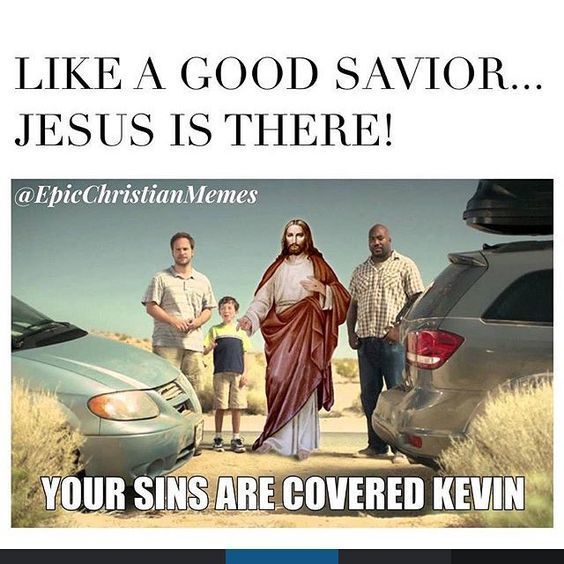 LIKE A GOOD SAVIOR...
JESUS IS THERE!
@EpicChristianMemes
YOUR SINS ARE COVERED KEVIN